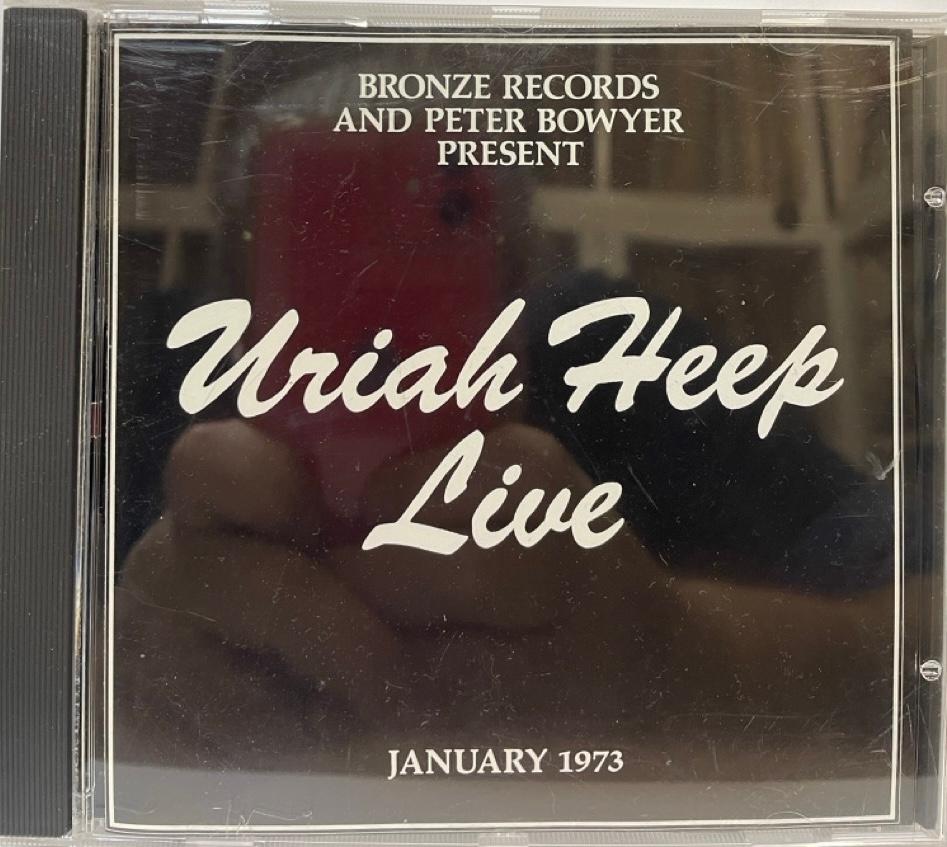 BRONZE RECORDS
AND PETER BOWYER
PRESENT
Uriah Heep
Live
JANUARY 1973